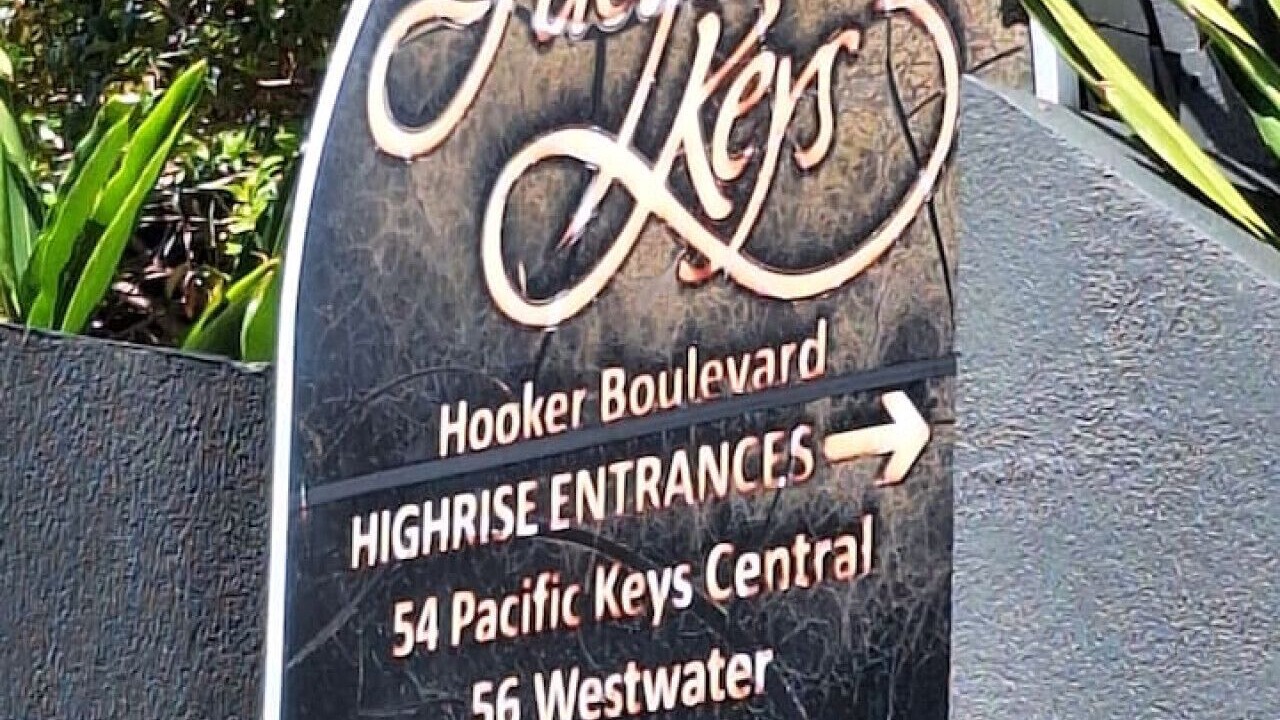 Keys
Hooker Boulevard
HIGHRISE ENTRANCES
54 Pacific Keys Central
56 Westwater